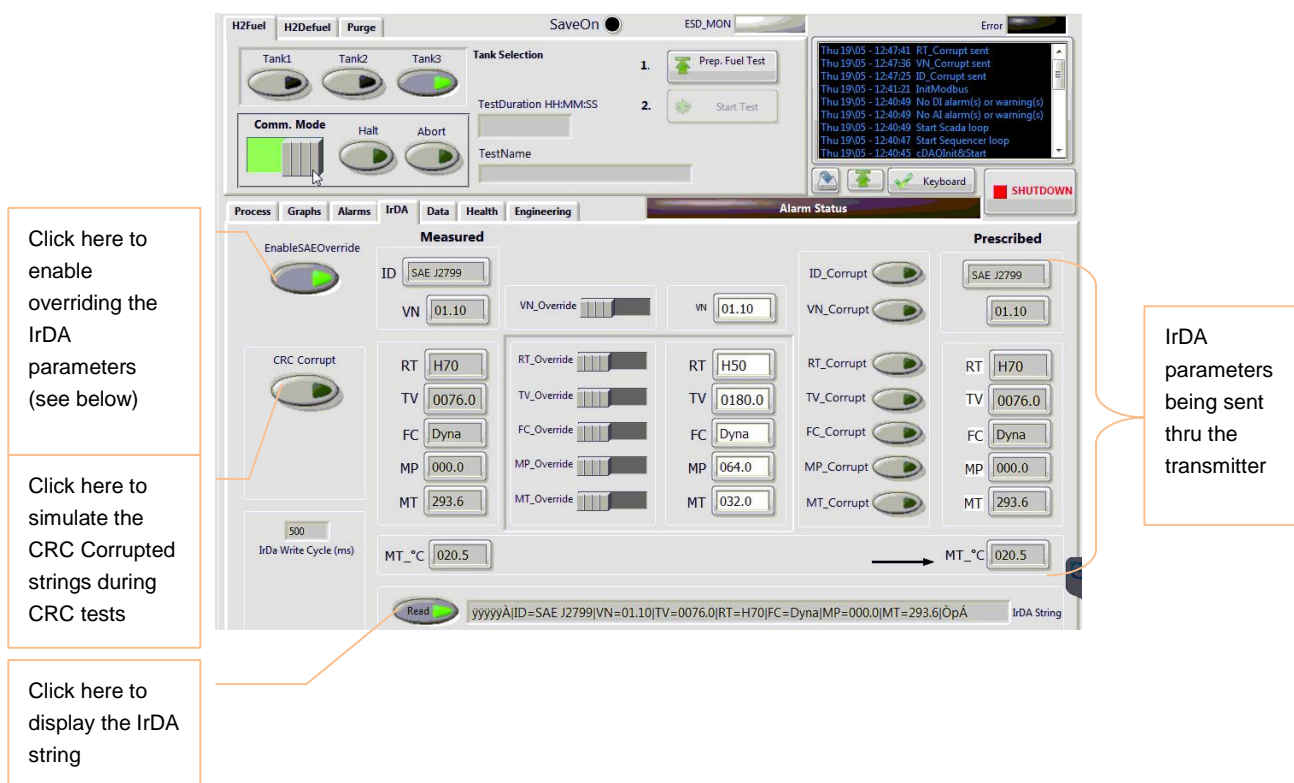 H2Fuel H2Defuel Purge SaveOn ESD_MON Error
Tank1 Tank2 Tank3 Tank Selection
1. Prep. Fuel Test
TestDuration HH:MM:SS 2. Start Test
Comm. Mode Halt Abort
TestName
Thu 19\05 - 12:47:41 RT_Corrupt sent
Thu 19\05 - 12:47:36 VN_Corrupt sent
Thu 19\05 - 12:47:25 ID_Corrupt sent
Thu 19\05 - 12:41:21 InitModbus
Thu 19\05 - 12:40:49 No DI alarm(s) or warning(s)
Thu 19\05 - 12:40:49 No AI alarm(s) or warning(s)
Thu 19\05 - 12:40:49 Start Scada loop
Thu 19\05 - 12:40:47 Start Sequencer loop
Thu 19\05 - 12:40:45 cDAQInit&Start
Keyboard SHUTDOWN
Process Graphs Alarms IrDA Data Health Engineering Alarm Status
Click here to
enable
overriding the
IrDA
parameters
(see below)
Click here to
simulate the
CRC Corrupted
strings during
CRC tests
Click here to
display the IrDA
string
EnableSAEOverride Measured Prescribed
ID SAE J2799 ID_Corrupt SAE J2799
VN 01.10 VN_Override VN 01.10 VN_Corrupt 01.10
CRC Corrupt
RT H70 RT_Override RT H50 RT_Corrupt RT H70
TV 0076.0 TV_Override TV 0180.0 TV_Corrupt TV 0076.0
FC Dyna FC_Override FC Dyna FC_Corrupt FC Dyna
MP 000.0 MP_Override MP 064.0 MP_Corrupt MP 000.0
MT 293.6 MT_Override MT 032.0 MT_Corrupt MT 293.6
500
IrDa Write Cycle (ms)
MT_°C 020.5 MT_°C 020.5
Read ÿÿÿÿÿÀ|ID=SAE J2799|VN=01.10|TV=0076.0|RT=H70|FC=Dyna|MP=000.0|MT=293.6|ÒpÁ IrDA String
IrDA
parameters
being sent
thru the
transmitter